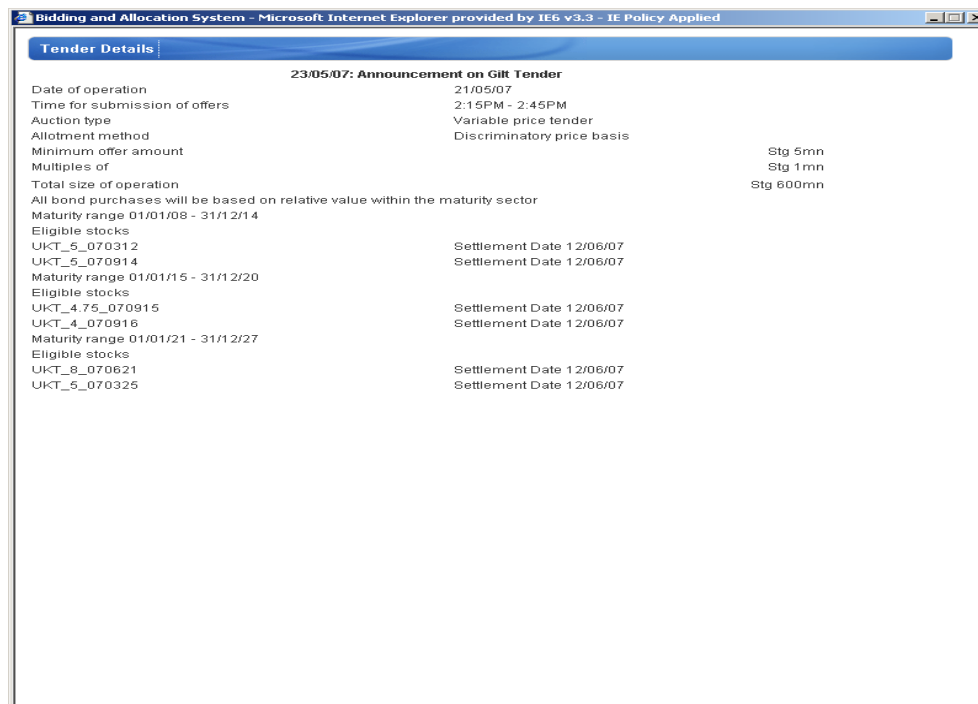 Bidding and Allocation System - Microsoft Internet Explorer provided by IE6 v3.3 - IE Policy Applied
Tender Details
23/05/07: Announcement on Gilt Tender
Date of operation 21/05/07
Time for submission of offers 2:15PM - 2:45PM
Auction type Variable price tender
Allotment method Discriminatory price basis
Minimum offer amount Stg 5mn
Multiples of Stg 1mn
Total size of operation Stg 600mn
All bond purchases will be based on relative value within the maturity sector
Maturity range 01/01/08 - 31/12/14
Eligible stocks
UKT_5_070312 Settlement Date 12/06/07
UKT_5_070914 Settlement Date 12/06/07
Maturity range 01/01/15 - 31/12/20
Eligible stocks
UKT_4.75_070915 Settlement Date 12/06/07
UKT_4_070916 Settlement Date 12/06/07
Maturity range 01/01/21 - 31/12/27
Eligible stocks
UKT_8_070621 Settlement Date 12/06/07
UKT_5_070325 Settlement Date 12/06/07